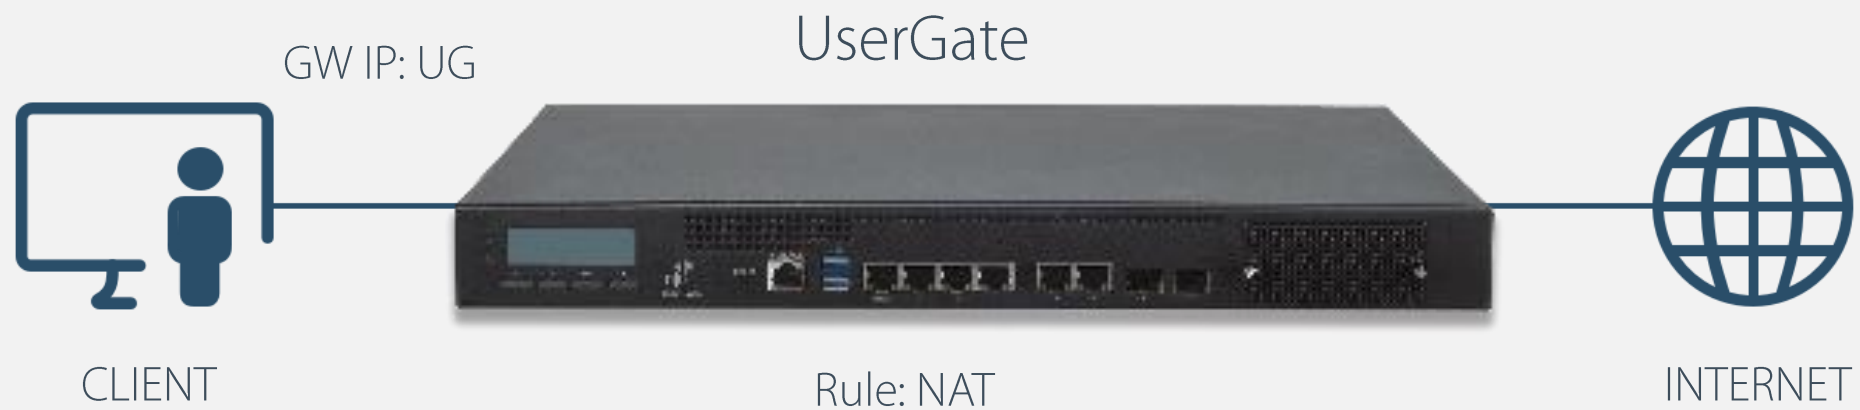 UserGate
GW IP: UG
CLIENT
Rule: NAT
INTERNET